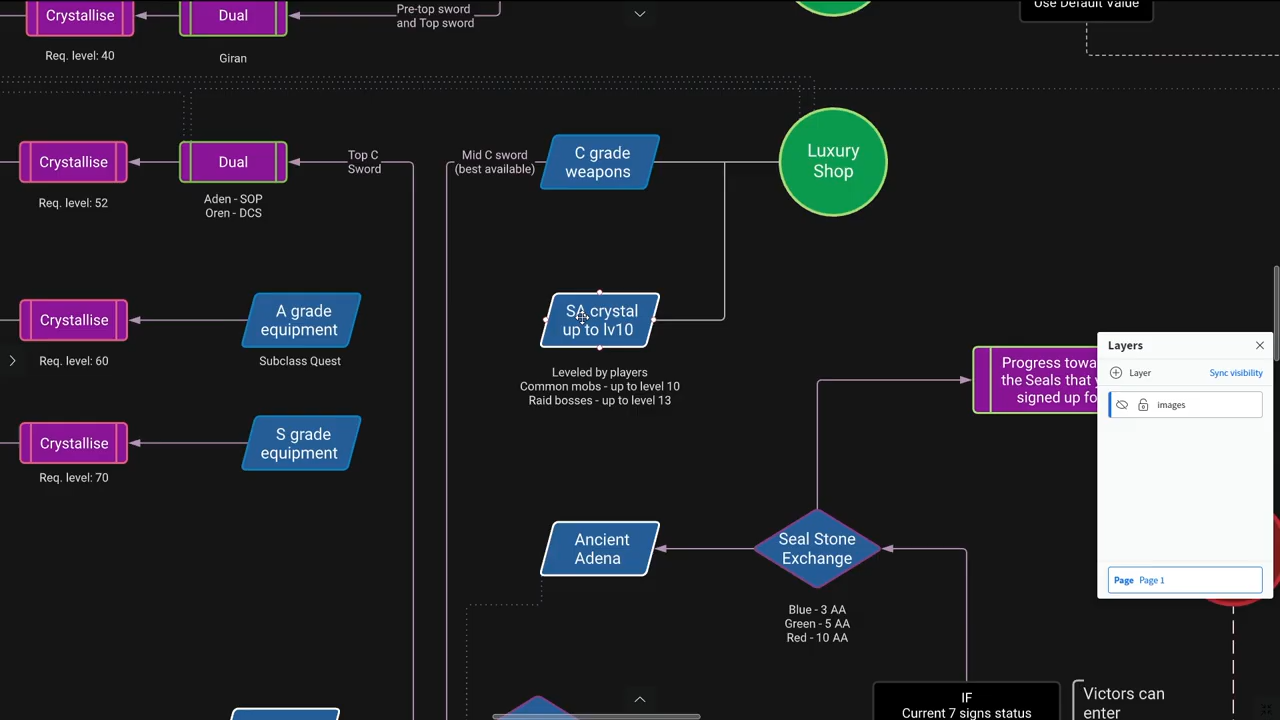 Crystallise
Dual
Pre-top sword
and Top sword
Use Default Value
Req. level: 40
Giran
Crystallise
Dual
Top C
Sword
Mid C sword
(best available)
C grade
weapons
Luxury
Shop
Req. level: 52
Aden - SOP
Oren - DCS
Crystallise
A grade
equipment
SA crystal
up to lv10
Req. level: 60
Subclass Quest
Leveled by players
Common mobs - up to level 10
Raid bosses - up to level 13
Progress towa
the Seals that y
signed up fo
Layers
Layer
Sync visibility
images
Page
Page 1
Crystallise
S grade
equipment
Req. level: 70
Ancient
Adena
Seal Stone
Exchange
Blue - 3 AA
Green - 5 AA
Red - 10 AA
IF
Current 7 signs status
Victors can
enter